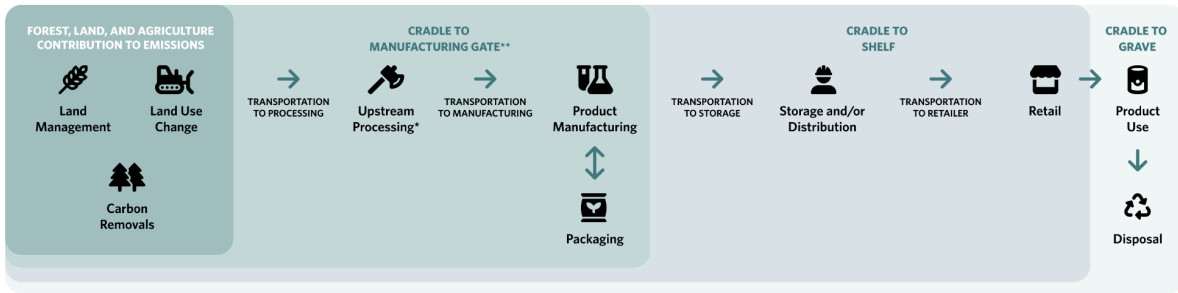 FOREST, LAND, AND AGRICULTURE
CONTRIBUTION TO EMISSIONS
Land
Management
Land Use
Change
Carbon
Removals
CRADLE TO
MANUFACTURING GATE**
TRANSPORTATION
TO PROCESSING
Upstream
Processing*
TRANSPORTATION
TO MANUFACTURING
Product
Manufacturing
Packaging
CRADLE TO
SHELF
TRANSPORTATION
TO STORAGE
Storage and/or
Distribution
TRANSPORTATION
TO RETAILER
Retail
CRADLE TO
GRAVE
Product
Use
Disposal